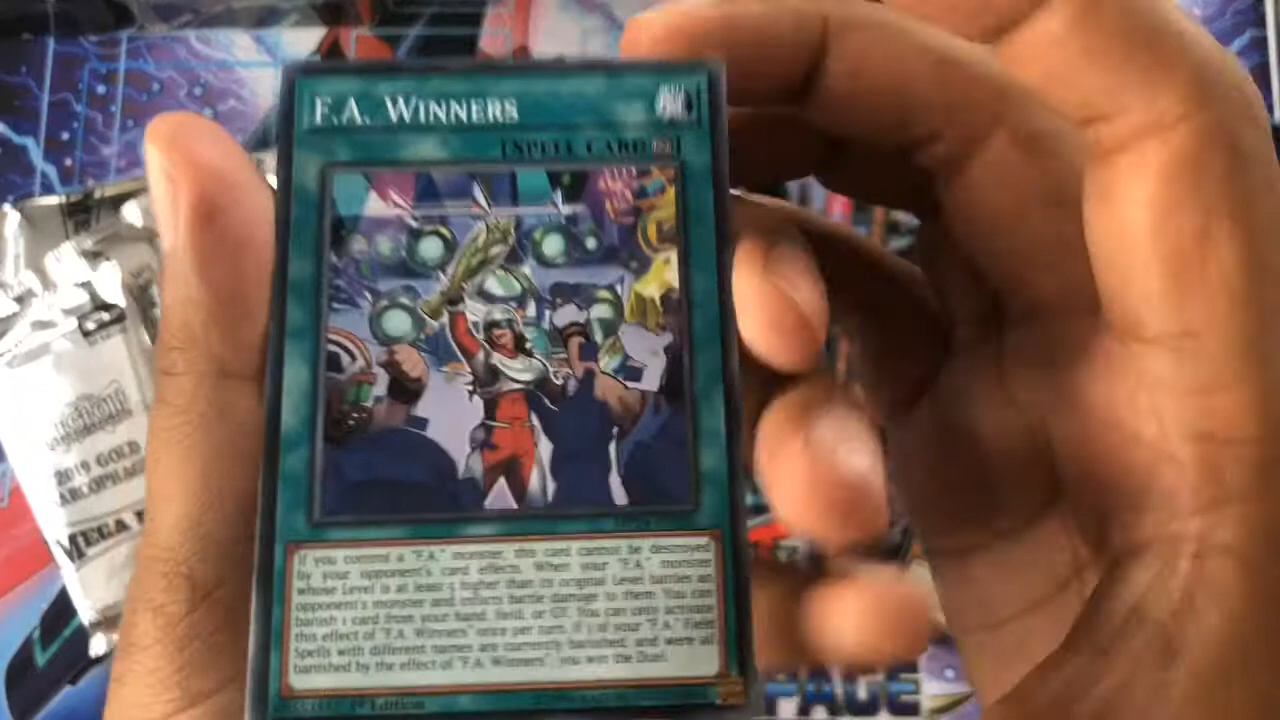 F.A. WINNERS
[SPELL CARD
If you control a "F.A." monster, this card cannot be destroyed
by your opponent's card effects. When your "F.A." monster
whose Level is at least higher than its original Level battles an
opponent's monster and inflicts battle damage to them: You can
banish 1 card from your hand, field, or GY. You can only activate
this effect of "F.A. Winners" once per turn. If of your "F.A." Field
Spells with different names are currently banished, and were all
banished by the effect of "F.A. Winners", you win the Duel.
1st Edition
2019 GOLD
ARCOPHAG
MEGA
PAGE